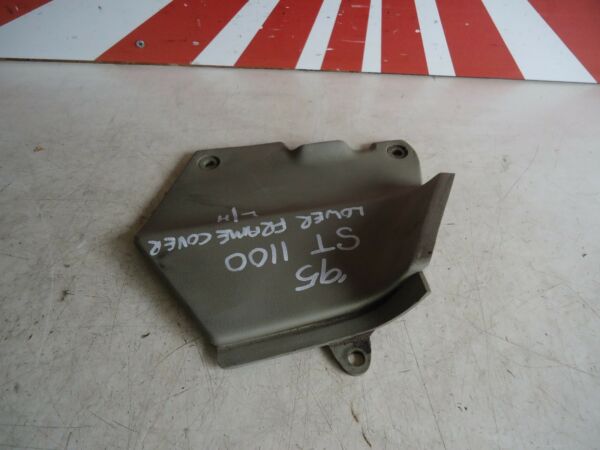 '95
ST 1100
LOWER FRAME COVER
L/H